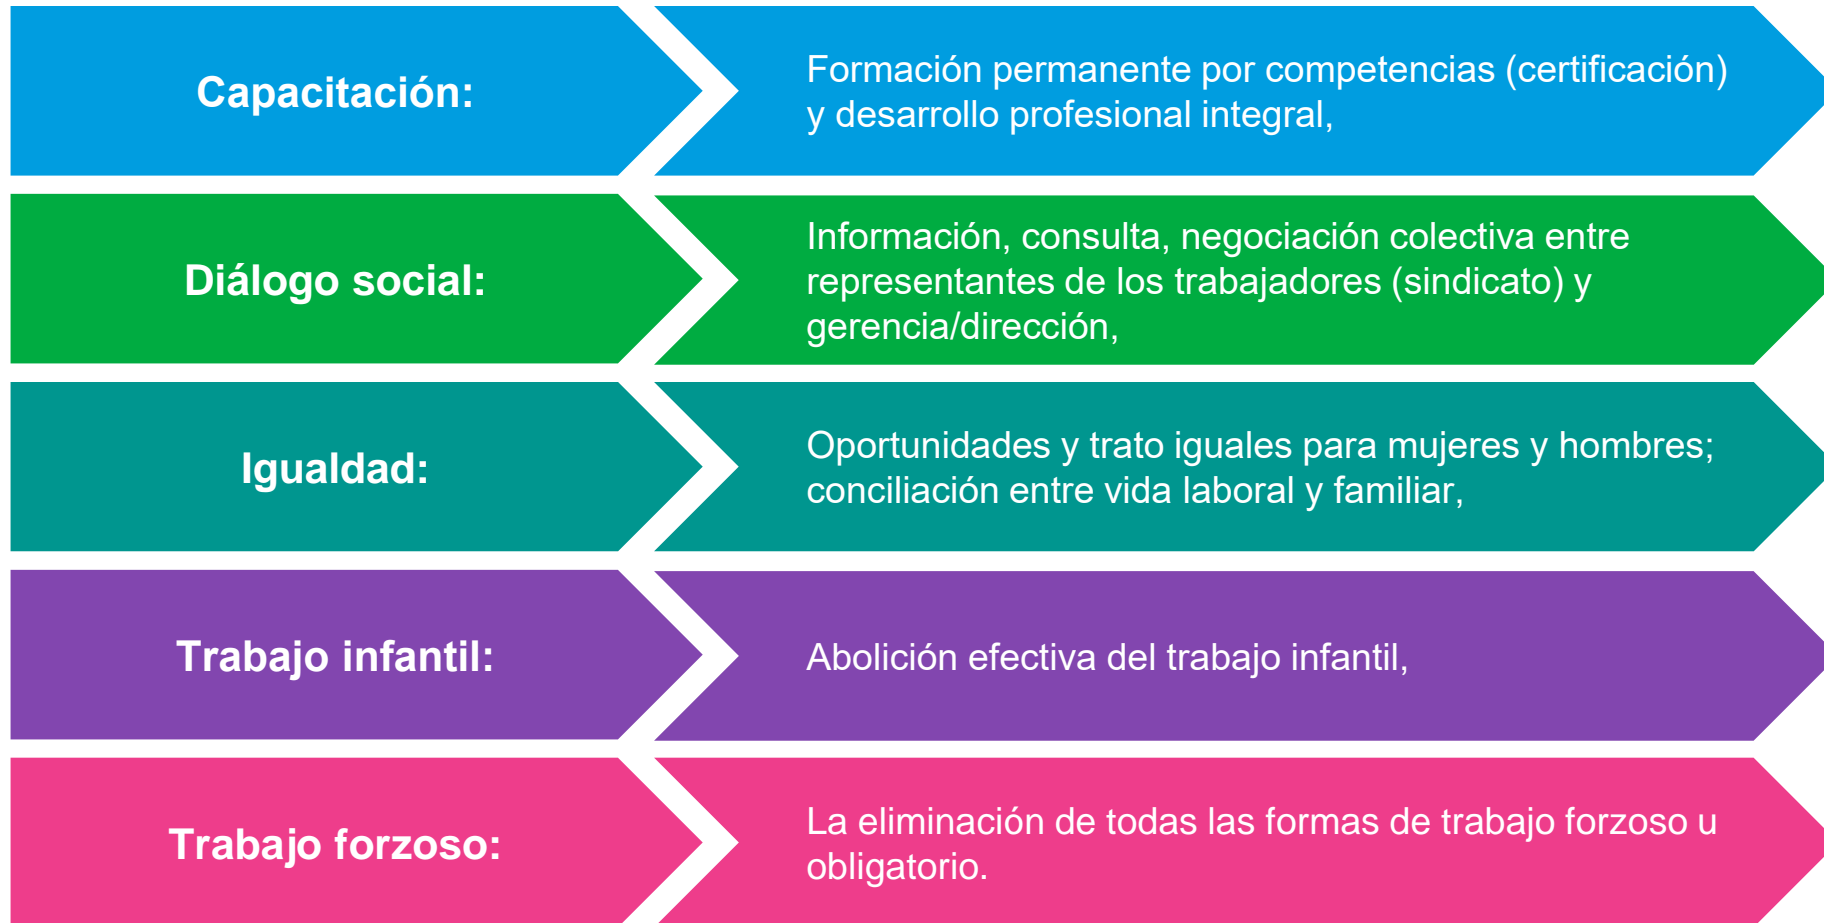 Capacitación:
Formación permanente por competencias (certificación)
y desarrollo profesional integral,
Diálogo social:
Información, consulta, negociación colectiva entre
representantes de los trabajadores (sindicato) y
gerencia/dirección,
Igualdad:
Oportunidades y trato iguales para mujeres y hombres;
conciliación entre vida laboral y familiar,
Trabajo infantil:
Abolición efectiva del trabajo infantil,
Trabajo forzoso:
La eliminación de todas las formas de trabajo forzoso u
obligatorio.